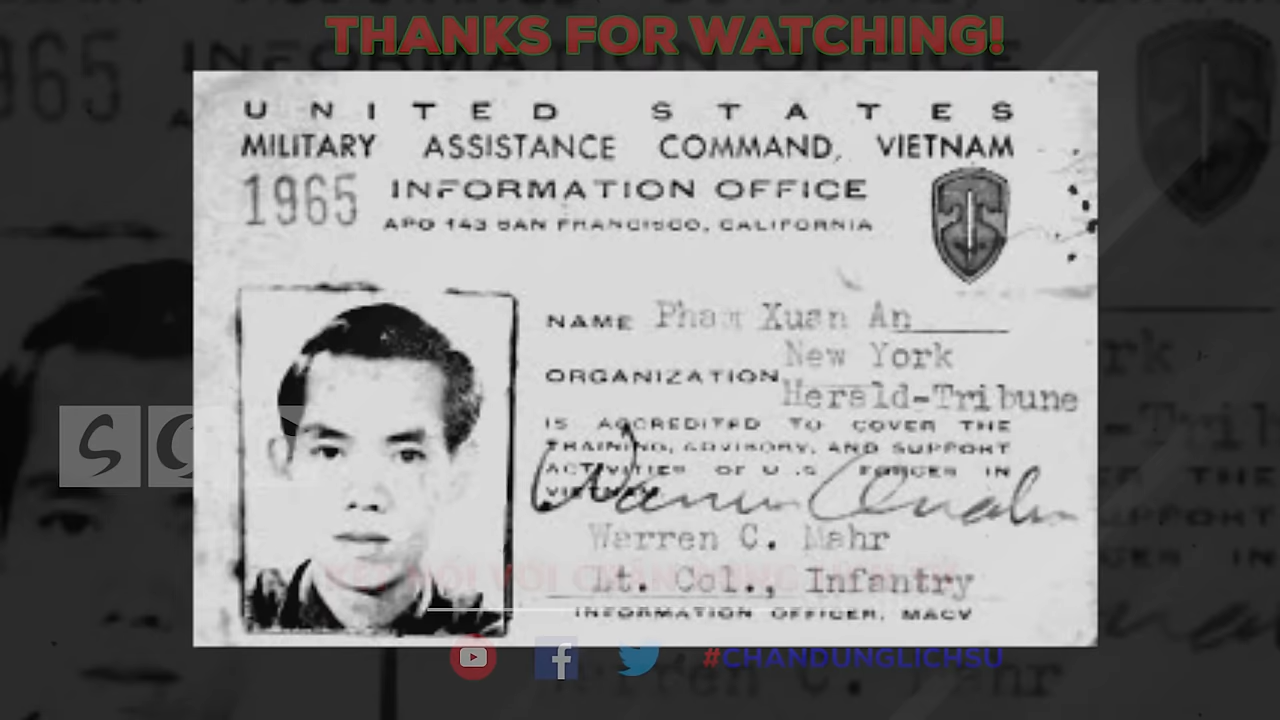 THANKS FOR WATCHING!
UNITED STATES
MILITARY ASSISTANCE COMMAND, VIETNAM
1965 INFORMATION OFFICE
APO 143 SAN FRANCISCO, CALIFORNIA
NAME Pham Xuan An
New York
ORGANIZATION Herald-Tribune
IS ACCREDITED TO COVER THE
TRAINING, ADVISORY, AND SUPPORT
ACTIVITIES OF U.S FORCES IN
VIETNAM
Warren C. Mahr
Lt. Col., Infantry
INFORMATION OFFICER, MACV
#CHANDUNGLICHSU